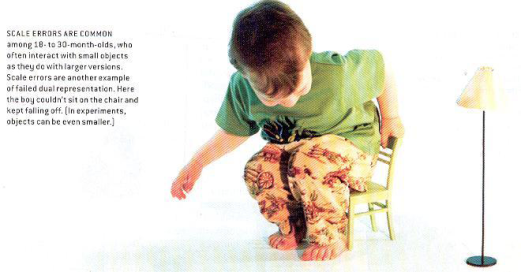 SCALE ERRORS ARE COMMON
among 18- to 30-month-olds, who
often interact with small objects
as they do with larger versions.
Scale errors are another example
of failed dual representation. Here
the boy couldn't sit on the chair and
kept falling off. (In experiments,
objects can be even smaller.)